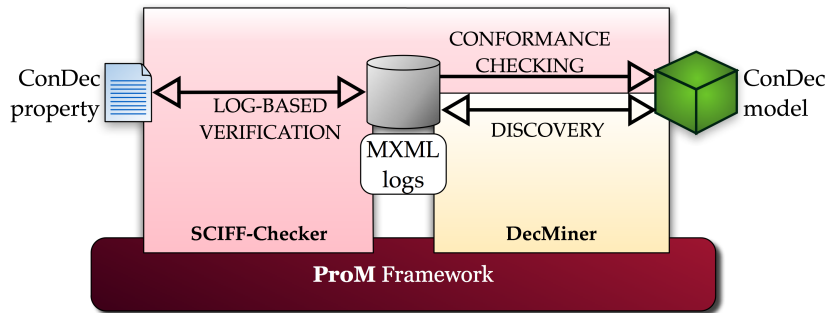 ConDec
property
LOG-BASED
VERIFICATION
MXML
logs
CONFORMANCE
CHECKING
DISCOVERY
ConDec
model
SCIFF-Checker
DecMiner
ProM Framework